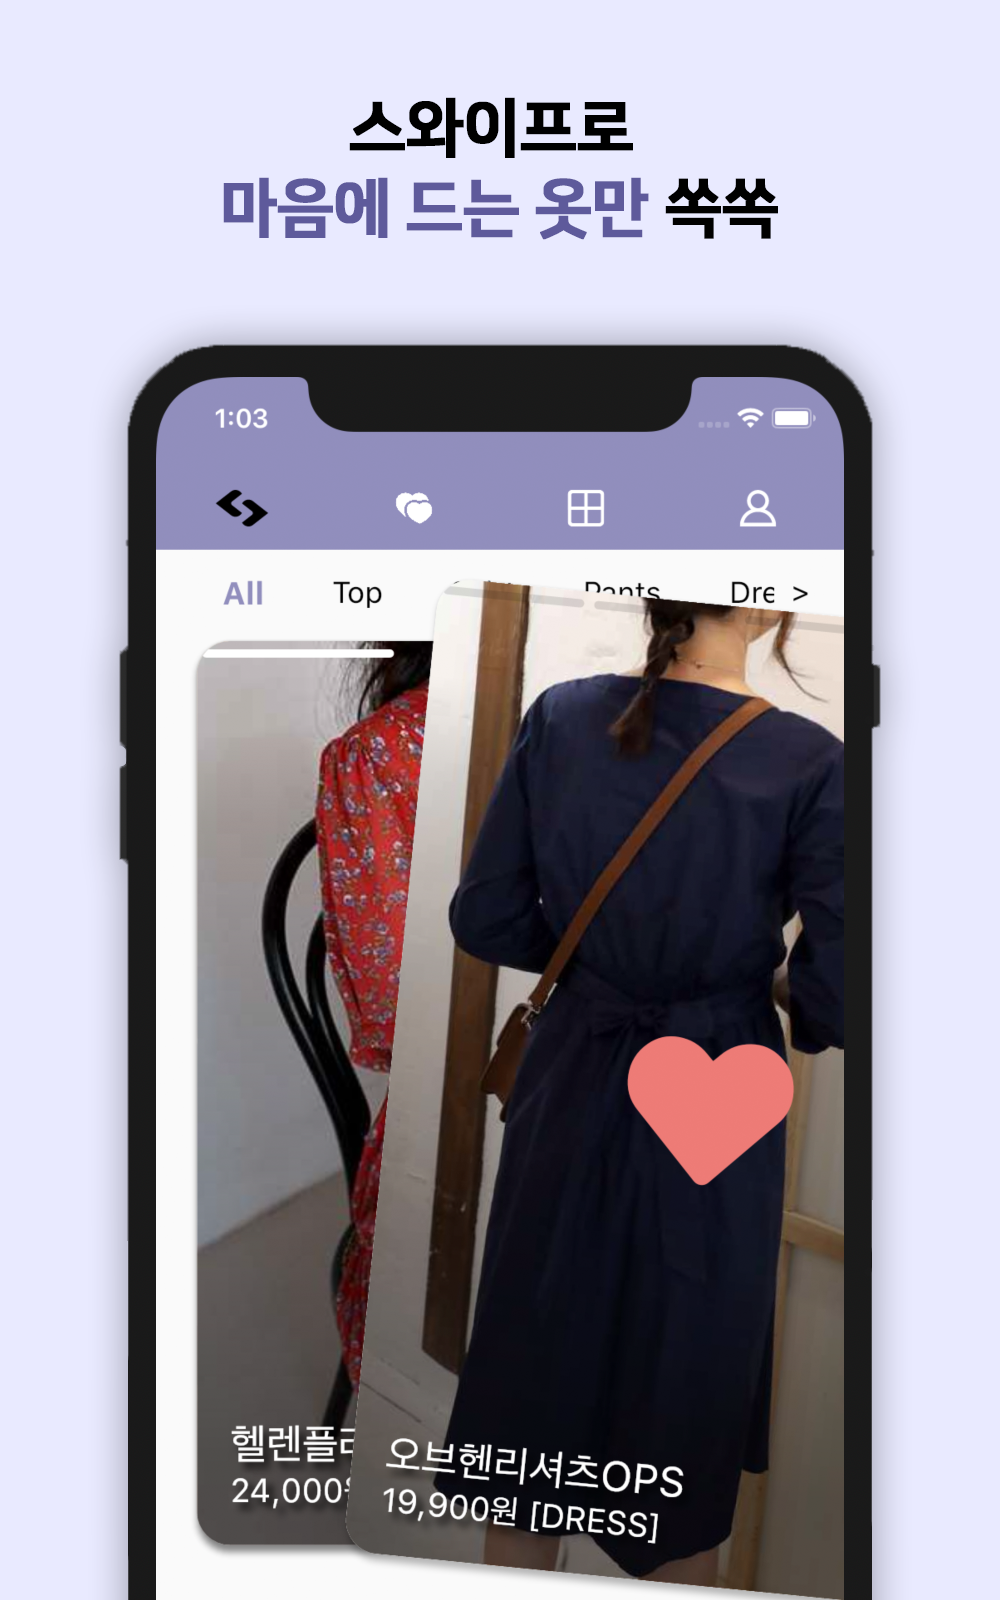 스와이프로
마음에 드는 옷만 쏙쏙
1:03
All Top Pants Dre >
헬렌플
24,000
오브헨리셔츠OPS
19,900원 [DRESS]